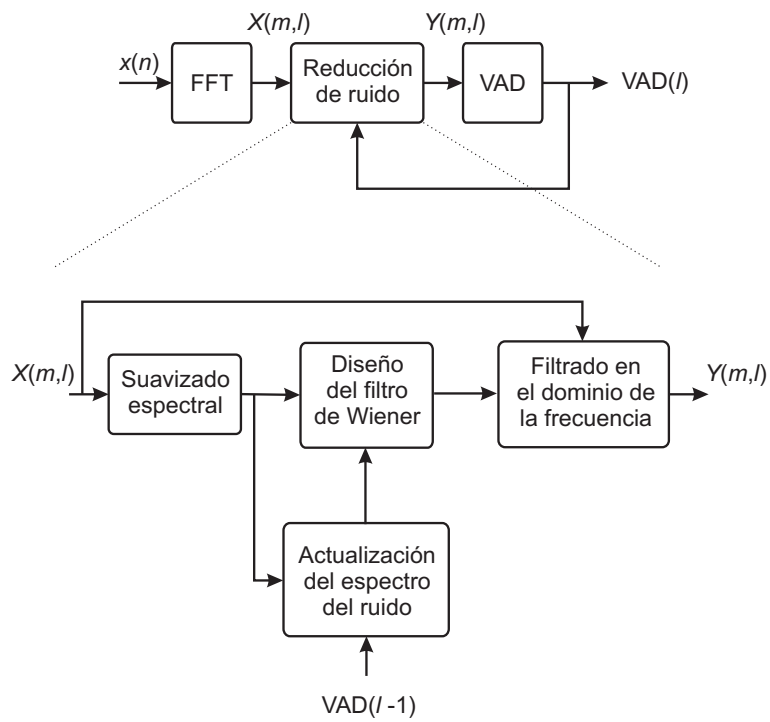 X(m,l)
Y(m,l)
x(n)
FFT
Reducción
de ruido
VAD
VAD(l)
X(m,l)
Suavizado
espectral
Diseño
del filtro
de Wiener
Filtrado en
el dominio de
la frecuencia
Y(m,l)
Actualización
del espectro
del ruido
VAD(l -1)